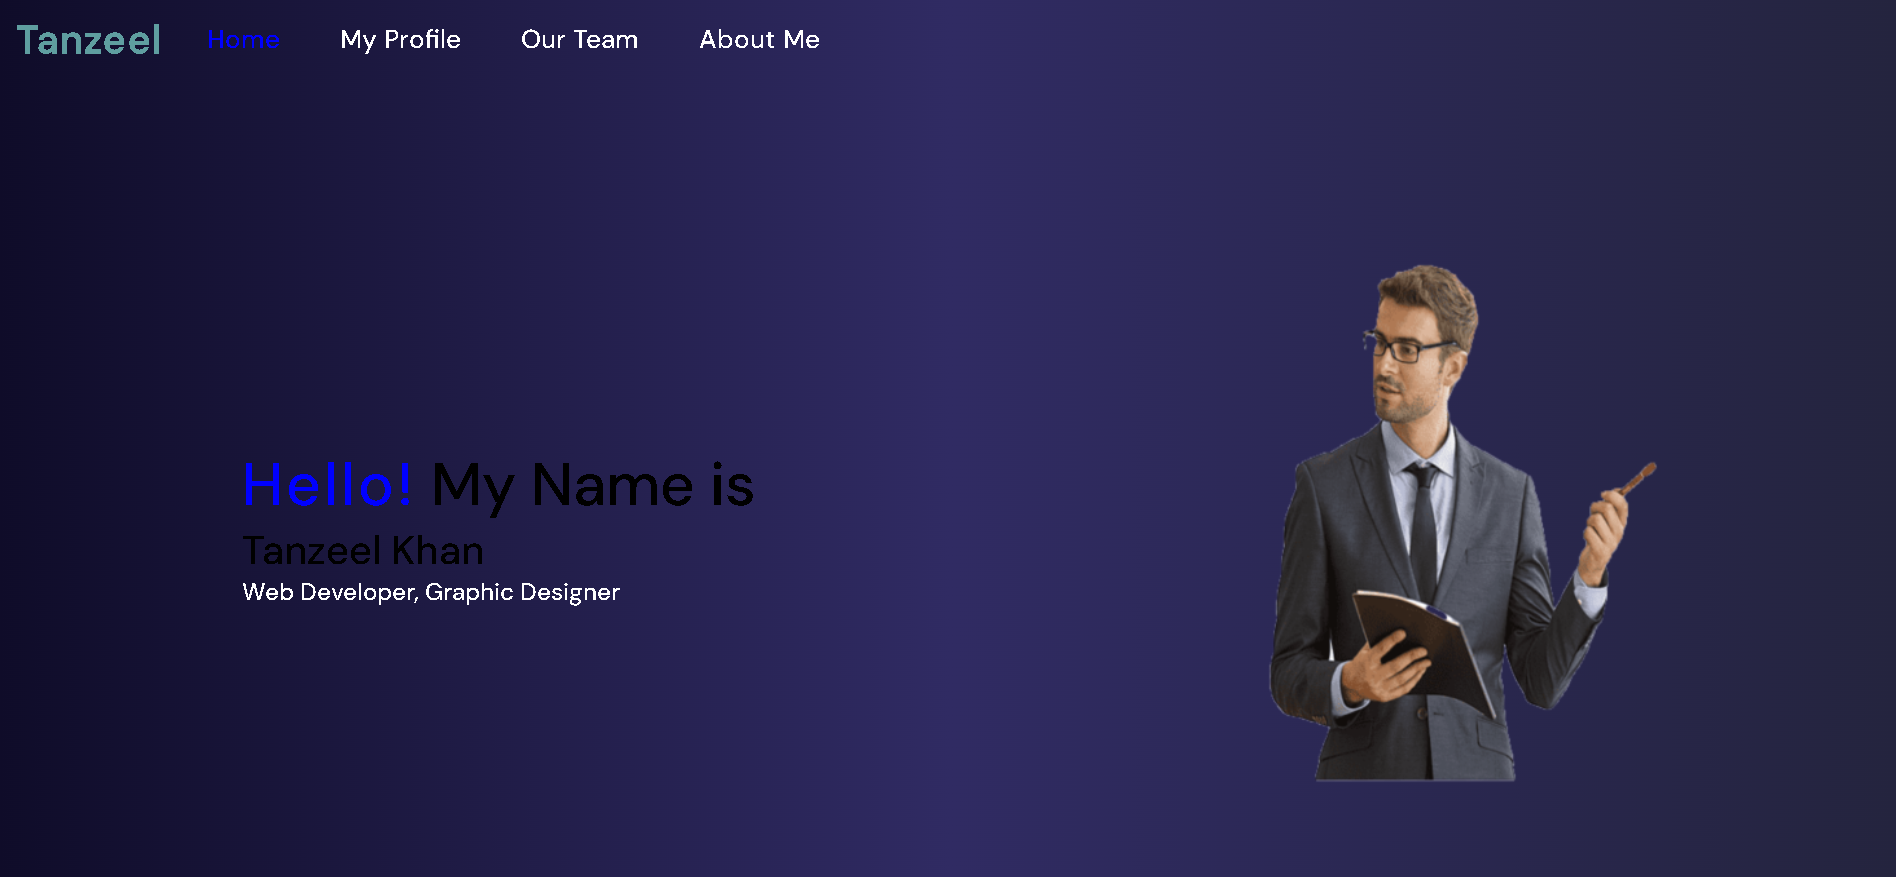 Tanzeel Home My Profile Our Team About Me
Hello! My Name is
Tanzeel Khan
Web Developer, Graphic Designer